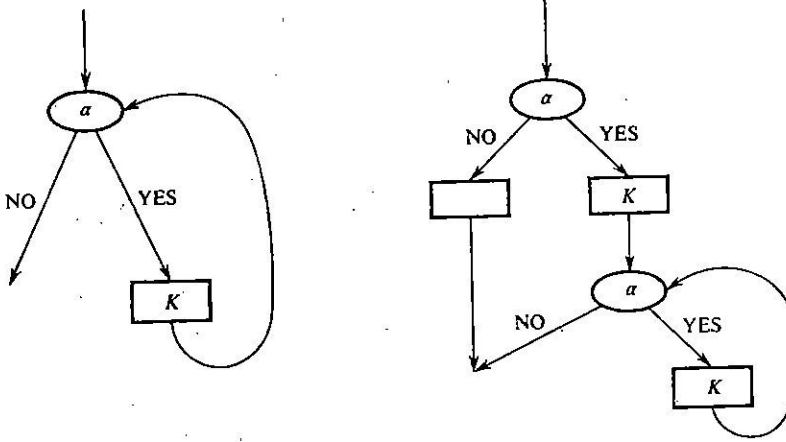 α
NO
YES
K
α
NO
YES
K
α
NO
YES
K